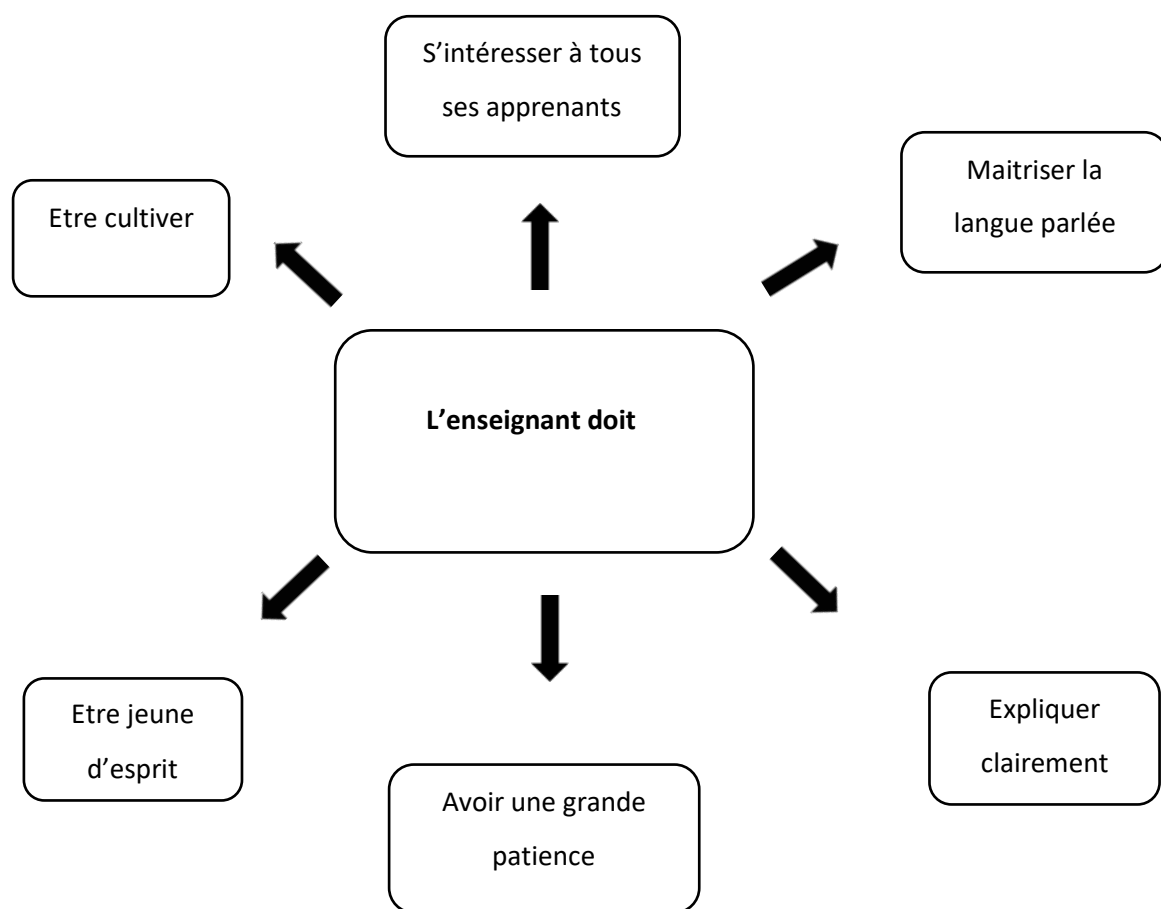 S’intéresser à tous
ses apprenants
Maitriser la
langue parlée
Etre cultiver
L’enseignant doit
Etre jeune
d’esprit
Avoir une grande
patience
Expliquer
clairement